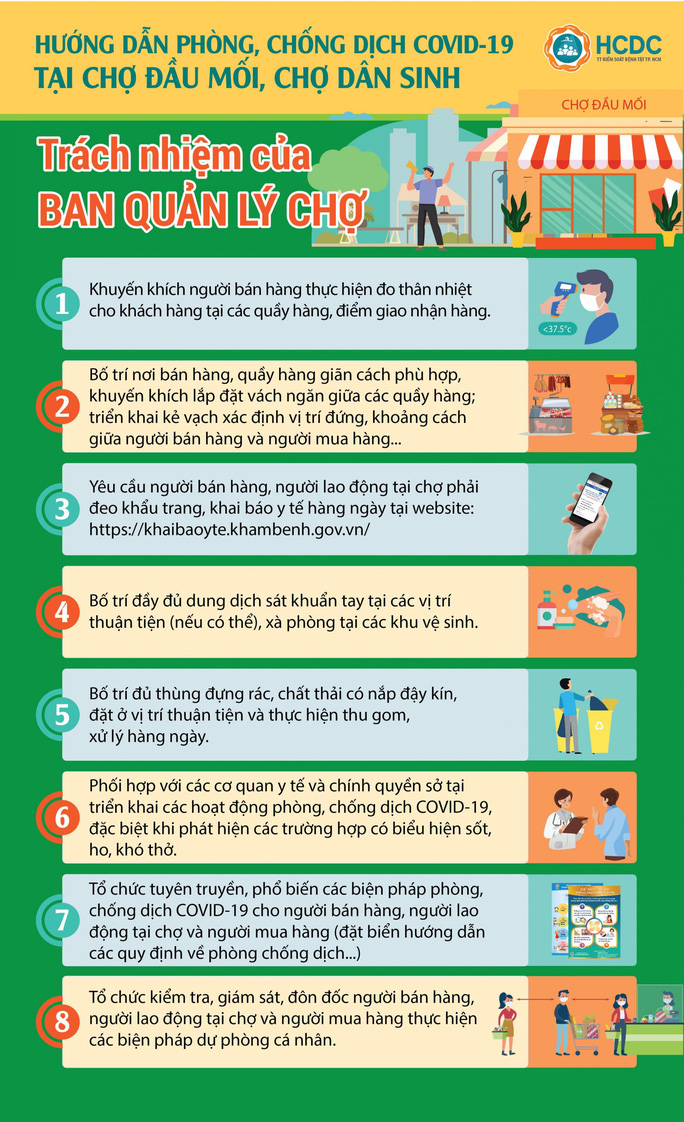 HƯỚNG DẪN PHÒNG, CHỐNG DỊCH COVID-19
TẠI CHỢ ĐẦU MỐI, CHỢ DÂN SINH
HCDC
TT KIỂM SOÁT BỆNH TẬT TP. HCM
CHỢ ĐẦU MỐI
Trách nhiệm của
BAN QUẢN LÝ CHỢ
1
Khuyến khích người bán hàng thực hiện đo thân nhiệt
cho khách hàng tại các quầy hàng, điểm giao nhận hàng.
<37.5°c
2
Bố trí nơi bán hàng, quầy hàng giãn cách phù hợp,
khuyến khích lắp đặt vách ngăn giữa các quầy hàng;
triển khai kẻ vạch xác định vị trí đứng, khoảng cách
giữa người bán hàng và người mua hàng...
3
Yêu cầu người bán hàng, người lao động tại chợ phải
đeo khẩu trang, khai báo y tế hàng ngày tại website:
https://khaibaoyte.khambenh.gov.vn/
4
Bố trí đầy đủ dung dịch sát khuẩn tay tại các vị trí
thuận tiện (nếu có thể), xà phòng tại các khu vệ sinh.
5
Bố trí đủ thùng đựng rác, chất thải có nắp đậy kín,
đặt ở vị trí thuận tiện và thực hiện thu gom,
xử lý hàng ngày.
6
Phối hợp với các cơ quan y tế và chính quyền sở tại
triển khai các hoạt động phòng, chống dịch COVID-19,
đặc biệt khi phát hiện các trường hợp có biểu hiện sốt,
ho, khó thở.
7
Tổ chức tuyên truyền, phổ biến các biện pháp phòng,
chống dịch COVID-19 cho người bán hàng, người lao
động tại chợ và người mua hàng (đặt biển hướng dẫn
các quy định về phòng chống dịch...)
8
Tổ chức kiểm tra, giám sát, đôn đốc người bán hàng,
người lao động tại chợ và người mua hàng thực hiện
các biện pháp dự phòng cá nhân.